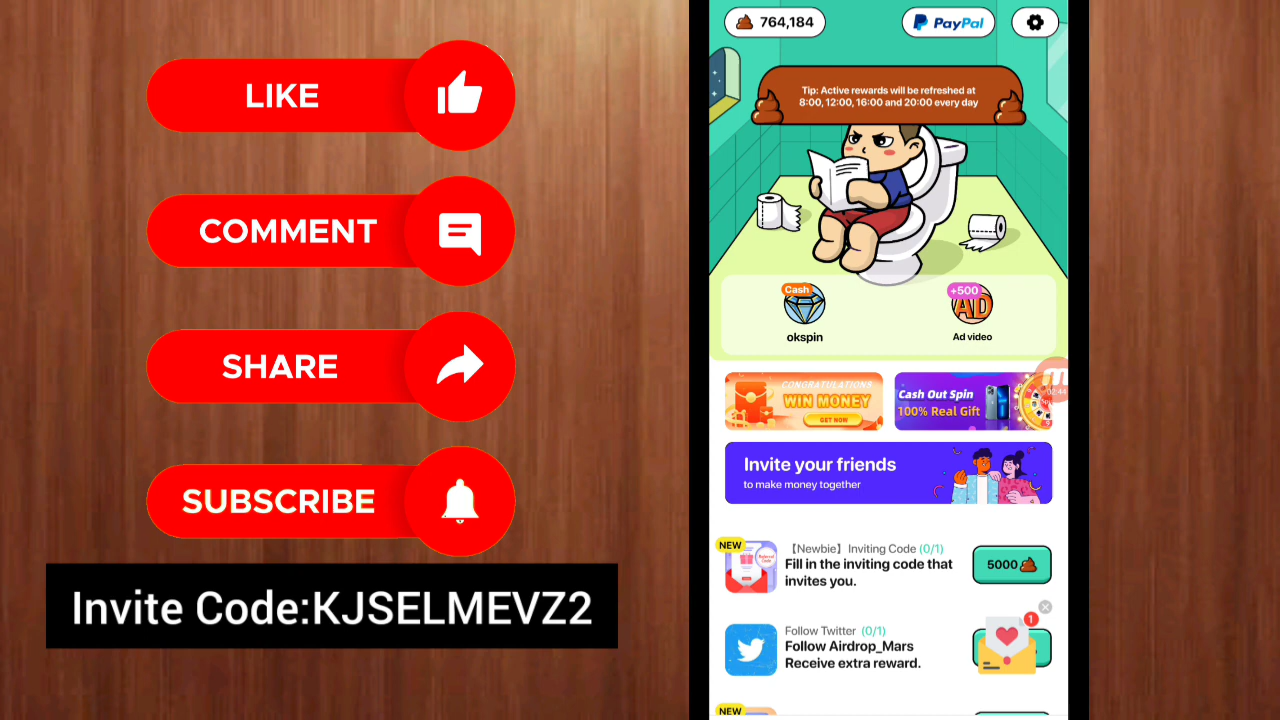 LIKE
COMMENT
SHARE
SUBSCRIBE
Invite Code:KJSELMEVZ2
764,184
PayPal
Tip: Active rewards will be refreshed at
8:00, 12:00, 16:00 and 20:00 every day
Cash
okspin
+500
AD
Ad video
CONGRATULATIONS
WIN MONEY
GET NOW
Cash Out Spin
100% Real Gift
02:44
Invite your friends
to make money together
NEW
【Newbie】Inviting Code (0/1)
Fill in the inviting code that
invites you.
5000
Follow Twitter (0/1)
Follow Airdrop_Mars
Receive extra reward.
1
NEW